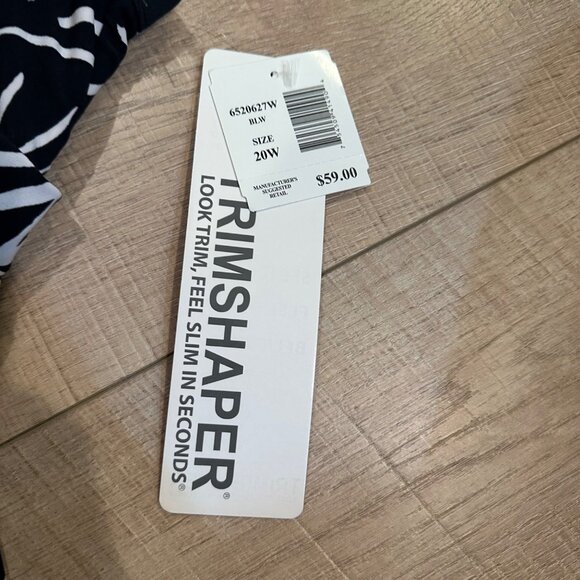 6520627W
BLW
SIZE
20W
MANUFACTURER'S
SUGGESTED
RETAIL
$59.00
TRIMSHAPER®
LOOK TRIM, FEEL SLIM IN SECONDS®